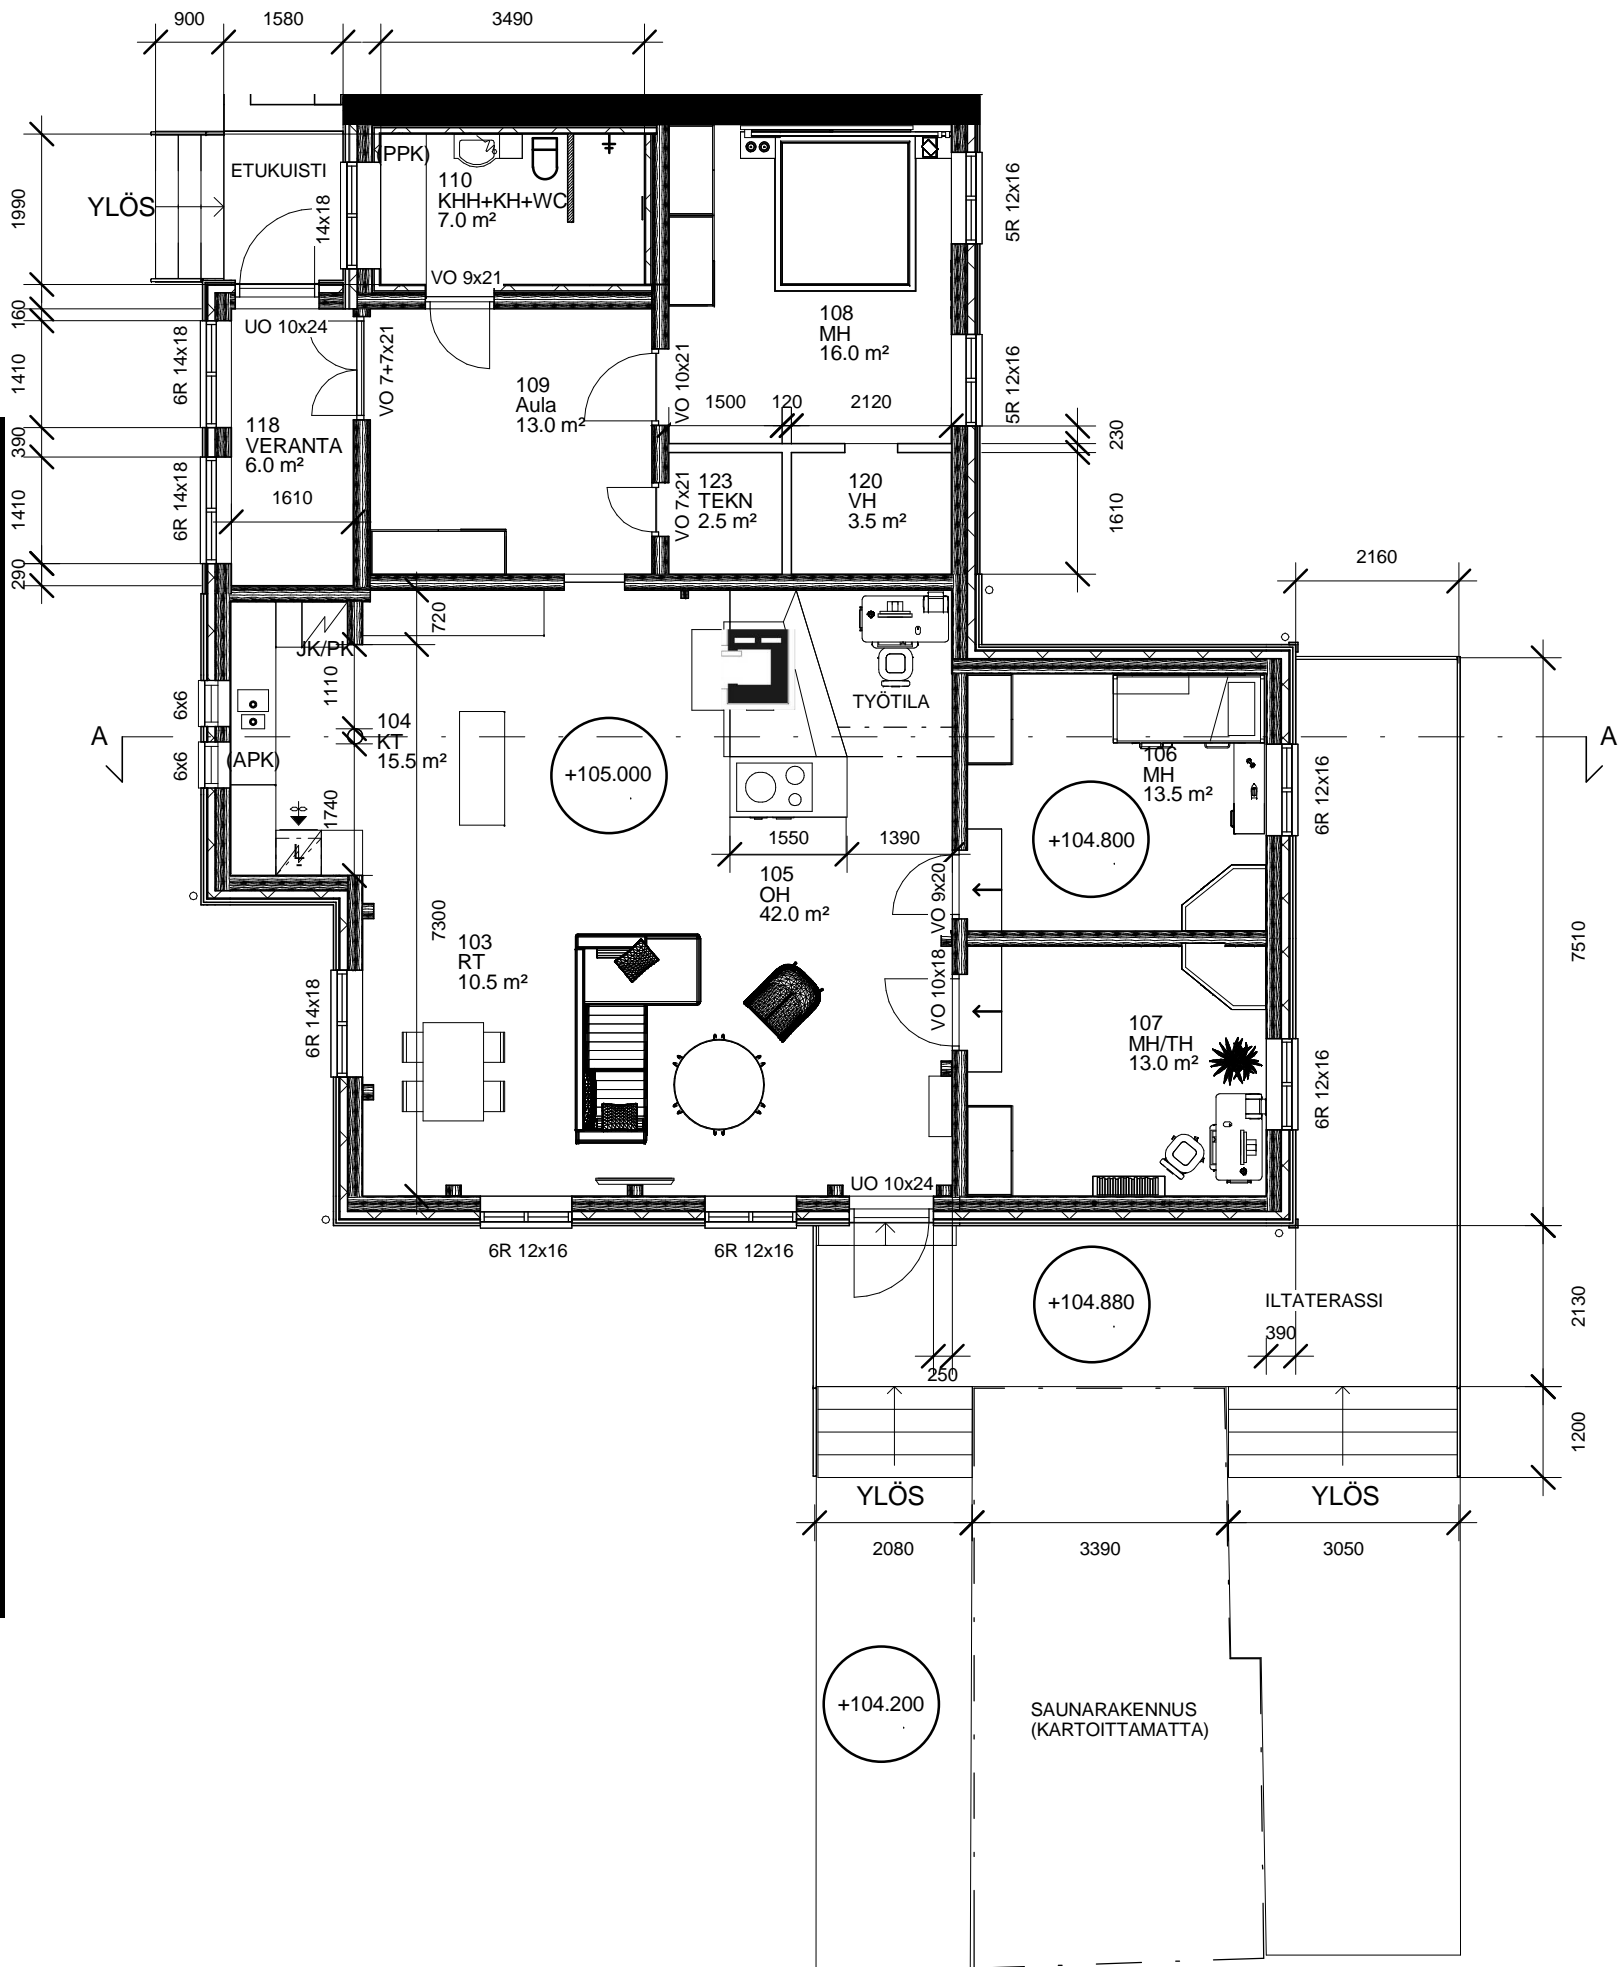 900
1580
3490
1990
160
1410
390
1410
290
YLÖS
ETUKUISTI
14x18
(PPK)
110
KHH+KH+WC
7.0 m²
VO 9x21
5R 12x16
108
MH
16.0 m²
5R 12x16
UO 10x24
6R 14x18
VO 7+7x21
109
Aula
13.0 m²
VO 10x21
1500
120
2120
230
118
VERANTA
6.0 m²
6R 14x18
1610
VO 7x21
123
TEKN
2.5 m²
120
VH
3.5 m²
1610
2160
720
JK/PK
1110
6x6
6x6
(APK)
104
KT
15.5 m²
1740
+105.000
TYÖTILA
A
A
106
MH
13.5 m²
6R 12x16
+104.800
1550
1390
105
OH
42.0 m²
VO 9x20
7300
103
RT
10.5 m²
6R 14x18
VO 10x18
107
MH/TH
13.0 m²
6R 12x16
7510
UO 10x24
6R 12x16
6R 12x16
+104.880
ILTATERASSI
390
250
2130
1200
YLÖS
YLÖS
2080
3390
3050
+104.200
SAUNARAKENNUS
(KARTOITTAMATTA)